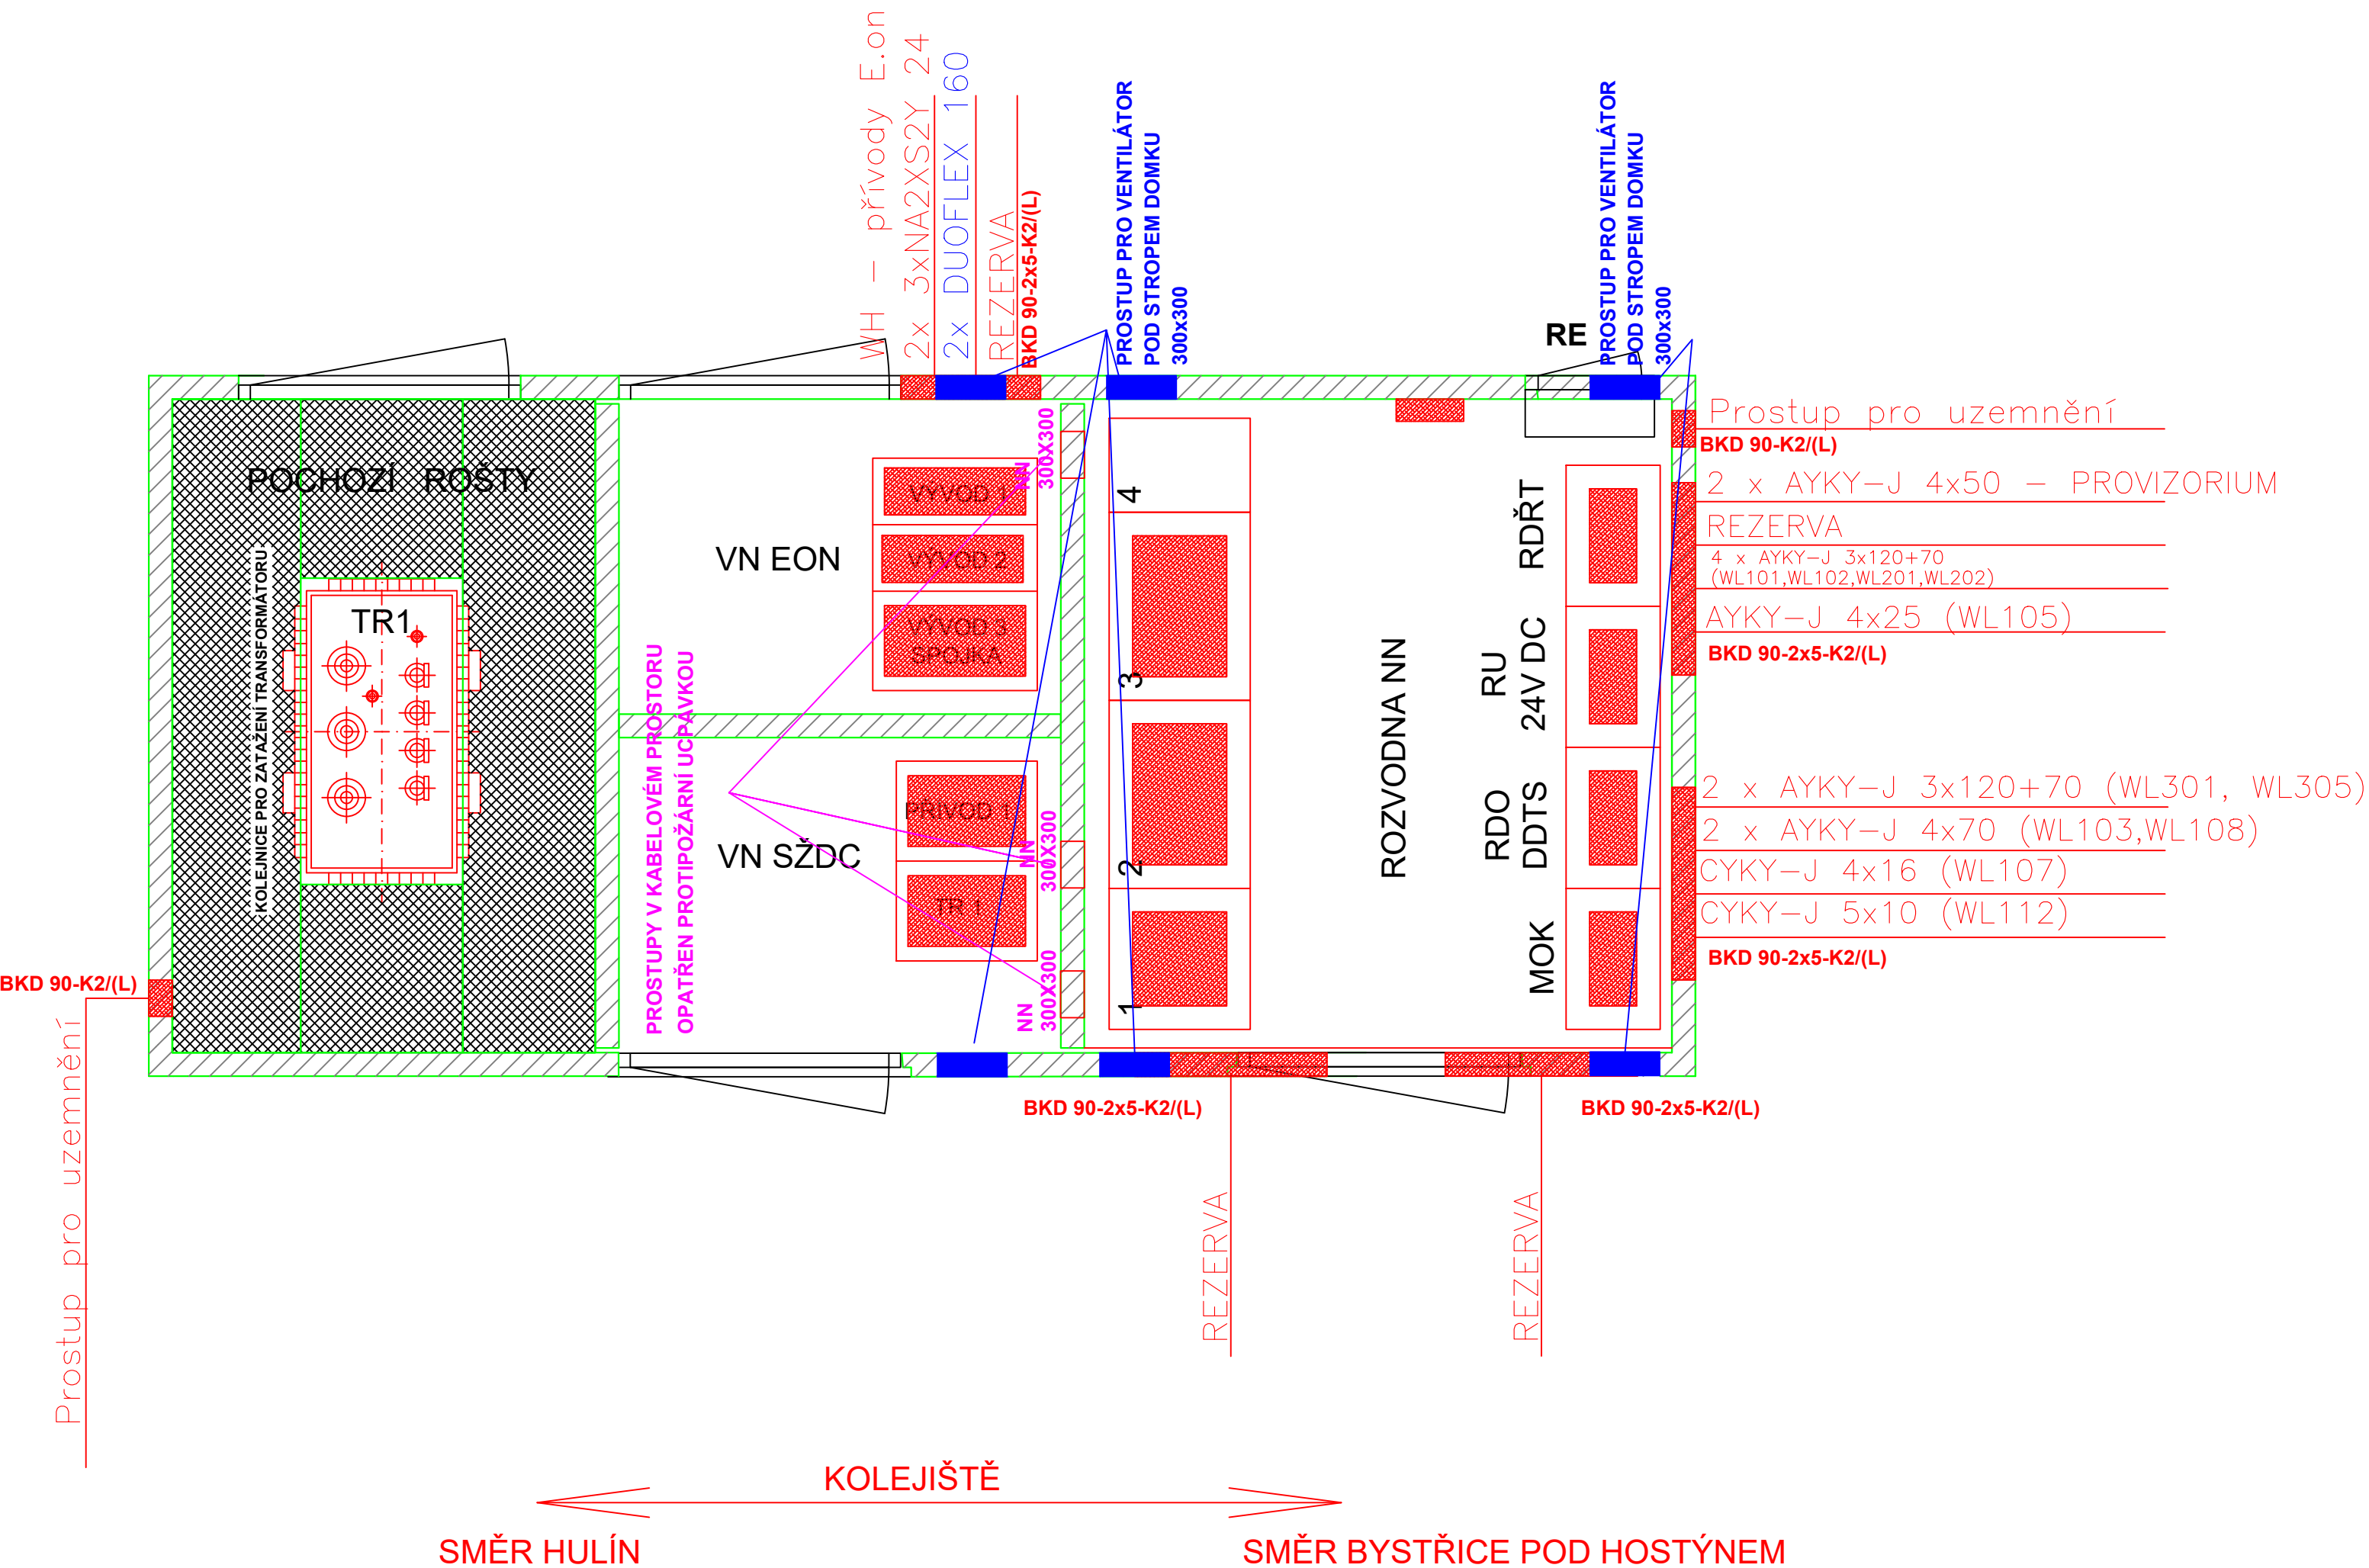 WH – přívody E.on
2x 3xNA2XS2Y 24
2x DUOFLEX 160
REZERVA
BKD 90-2x5-K2/(L)
PROSTUP PRO VENTILÁTOR
POD STROPEM DOMKU
300x300
PROSTUP PRO VENTILÁTOR
POD STROPEM DOMKU
300x300
RE
Prostup pro uzemnění
BKD 90-K2/(L)
2 x AYKY-J 4x50 – PROVIZORIUM
REZERVA
4 x AYKY-J 3x120+70
(WL101,WL102,WL201,WL202)
AYKY-J 4x25 (WL105)
BKD 90-2x5-K2/(L)
2 x AYKY-J 3x120+70 (WL301, WL305)
2 x AYKY-J 4x70 (WL103,WL108)
CYKY-J 4x16 (WL107)
CYKY-J 5x10 (WL112)
BKD 90-2x5-K2/(L)
POCHOZÍ ROŠTY
KOLEJNICE PRO ZATAŽENÍ TRANSFORMÁTORU
TR1
VN EON
VÝVOD 1
VÝVOD 2
VÝVOD 3
SPOJKA
NN
300X300
PROSTUPY V KABELOVÉM PROSTORU
OPATŘEN PROTIPOŽÁRNÍ UCPÁVKOU
VN SŽDC
PŘÍVOD 1
TR 1
NN
300X300
NN
300X300
4
3
2
1
ROZVODNA NN
RDŘT
RU
24V DC
RDO
DDTS
MOK
BKD 90-K2/(L)
Prostup pro uzemnění
BKD 90-2x5-K2/(L)
BKD 90-2x5-K2/(L)
REZERVA
REZERVA
KOLEJIŠTĚ
SMĚR HULÍN
SMĚR BYSTŘICE POD HOSTÝNEM